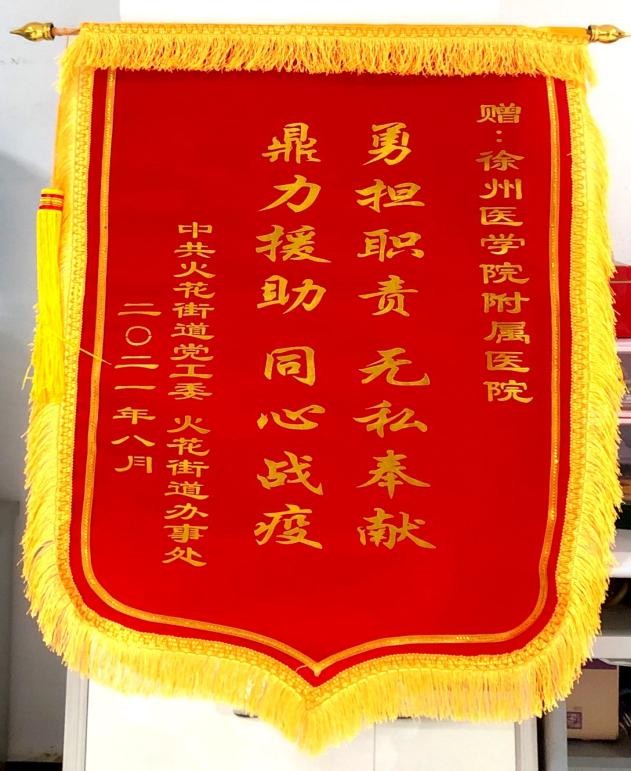 赠：徐州医学院附属医院
勇担职责 无私奉献
鼎力援助 同心战疫
中共火花街道党工委 火花街道办事处
二〇二一年八月